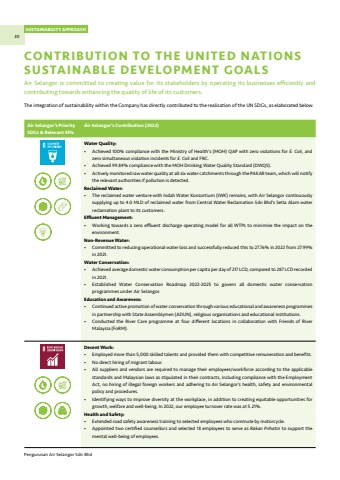 SUSTAINABILITY APPROACH
30
CONTRIBUTION TO THE UNITED NATIONS
SUSTAINABLE DEVELOPMENT GOALS
Air Selangor is committed to creating value for its stakeholders by operating its businesses efficiently and
contributing towards enhancing the quality of life of its customers.
The integration of sustainability within the Company has directly contributed to the realisation of the UN SDGs, as elaborated below.
Air Selangor's Priority
SDGs & Relevant SFIs
Air Selangor's Contribution (2022)
Water Quality:
• Achieved 100% compliance with the Ministry of Health's (MOH) QAP with zero violations for E. Coli, and
zero simultaneous violation incidents for E. Coli and FRC.
• Achieved 99.84% compliance with the MOH Drinking Water Quality Standard (DWQS).
• Actively monitored raw water quality at all six water catchments through the PAKAR team, which will notify
the relevant authorities if pollution is detected.
Reclaimed Water:
• The reclaimed water venture with Indah Water Konsortium (IWK) remains, with Air Selangor continuously
supplying up to 4.0 MLD of reclaimed water from Central Water Reclamation Sdn Bhd's Setia Alam water
reclamation plant to its customers.
Effluent Management:
• Working towards a zero effluent discharge operating model for all WTPs to minimise the impact on the
environment.
Non-Revenue Water:
• Committed to reducing operational water loss and successfully reduced this to 27.76% in 2022 from 27.99%
in 2021.
Water Conservation:
• Achieved average domestic water consumption per capita per day of 217 LCD, compared to 287 LCD recorded
in 2021.
• Established Water Conservation Roadmap 2022-2025 to govern all domestic water conservation
programmes under Air Selangor.
Education and Awareness:
• Continued active promotion of water conservation through various educational and awareness programmes
in partnership with State Assemblymen (ADUN), religious organisations and educational institutions.
• Conducted the River Care programme at four different locations in collaboration with Friends of River
Malaysia (FoRM).
Decent Work:
• Employed more than 5,000 skilled talents and provided them with competitive remuneration and benefits.
• No direct hiring of migrant labour.
• All suppliers and vendors are required to manage their employees/workforce according to the applicable
standards and Malaysian laws as stipulated in their contracts, including compliance with the Employment
Act, no hiring of illegal foreign workers and adhering to Air Selangor's health, safety and environmental
policy and procedures.
• Identifying ways to improve diversity at the workplace, in addition to creating equitable opportunities for
growth, welfare and well-being. In 2022, our employee turnover rate was at 5.21%.
Health and Safety:
• Extended road safety awareness training to selected employees who commute by motorcycle.
• Appointed two certified counsellors and selected 18 employees to serve as Rakan Prihatin to support the
mental well-being of employees.
Pengurusan Air Selangor Sdn Bhd